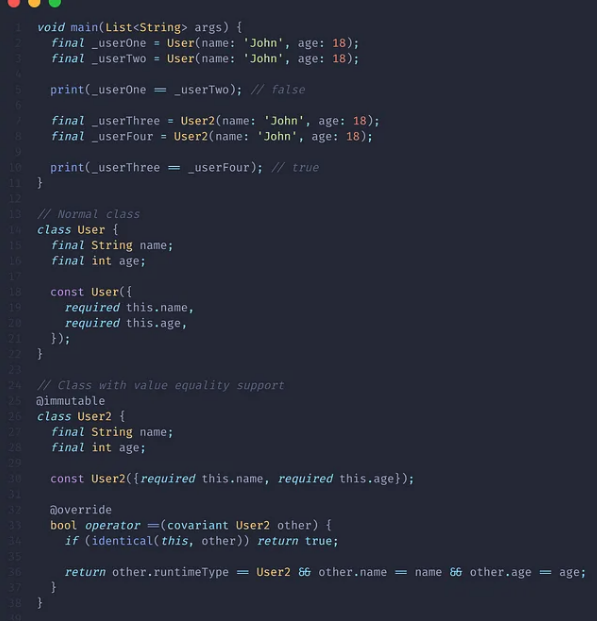 1 void main(List<String> args) {
2 final _userOne = User(name: 'John', age: 18);
3 final _userTwo = User(name: 'John', age: 18);
4
5 print(_userOne == _userTwo); // false
6
7 final _userThree = User2(name: 'John', age: 18);
8 final _userFour = User2(name: 'John', age: 18);
9
10 print(_userThree == _userFour); // true
11 }
12
13 // Normal class
14 class User {
15 final String name;
16 final int age;
17
18 const User({
19 required this.name,
20 required this.age,
21 });
22 }
23
24 // Class with value equality support
25 @immutable
26 class User2 {
27 final String name;
28 final int age;
29
30 const User2({required this.name, required this.age});
31
32 @override
33 bool operator ==(covariant User2 other) {
34 if (identical(this, other)) return true;
35
36 return other.runtimeType == User2 && other.name == name && other.age == age;
37 }
38 }
39